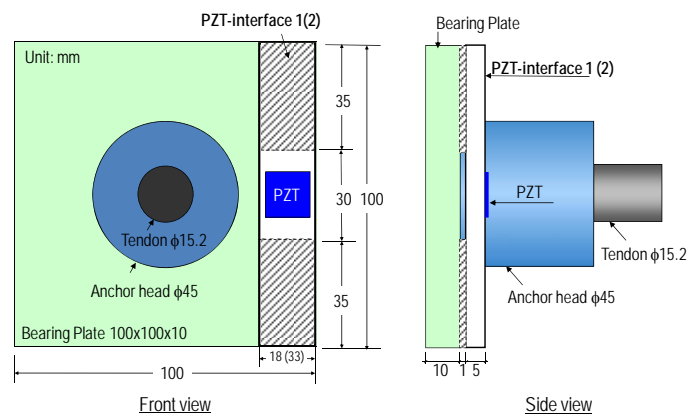 PZT-interface 1(2)
Unit: mm
35
PZT
30
100
Tendon ϕ15.2
Anchor head ϕ45
35
Bearing Plate 100x100x10
18 (33)
100
Front view
Bearing Plate
PZT-interface 1 (2)
PZT
Tendon ϕ15.2
Anchor head ϕ45
10
1
5
Side view